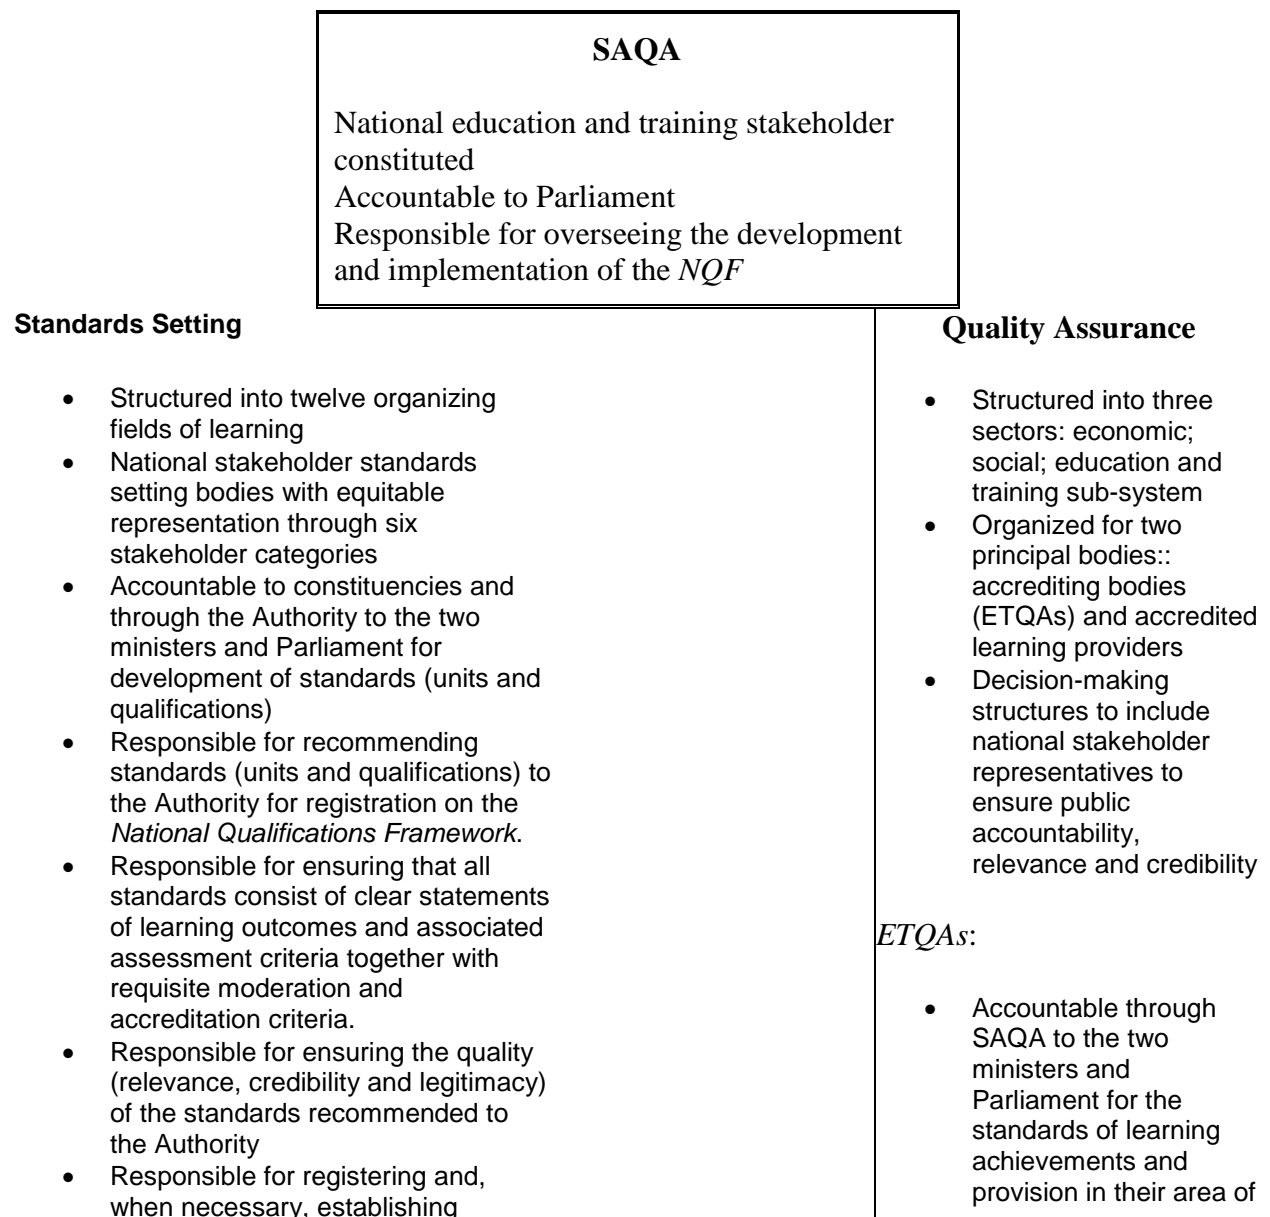 SAQA
National education and training stakeholder
constituted
Accountable to Parliament
Responsible for overseeing the development
and implementation of the NQF
Standards Setting
• Structured into twelve organizing
fields of learning
• National stakeholder standards
setting bodies with equitable
representation through six
stakeholder categories
• Accountable to constituencies and
through the Authority to the two
ministers and Parliament for
development of standards (units and
qualifications)
• Responsible for recommending
standards (units and qualifications) to
the Authority for registration on the
National Qualifications Framework.
• Responsible for ensuring that all
standards consist of clear statements
of learning outcomes and associated
assessment criteria together with
requisite moderation and
accreditation criteria.
• Responsible for ensuring the quality
(relevance, credibility and legitimacy)
of the standards recommended to
the Authority
• Responsible for registering and,
when necessary, establishing
Quality Assurance
• Structured into three
sectors: economic;
social; education and
training sub-system
• Organized for two
principal bodies::
accrediting bodies
(ETQAs) and accredited
learning providers
• Decision-making
structures to include
national stakeholder
representatives to
ensure public
accountability,
relevance and credibility
ETQAs:
• Accountable through
SAQA to the two
ministers and
Parliament for the
standards of learning
achievements and
provision in their area of